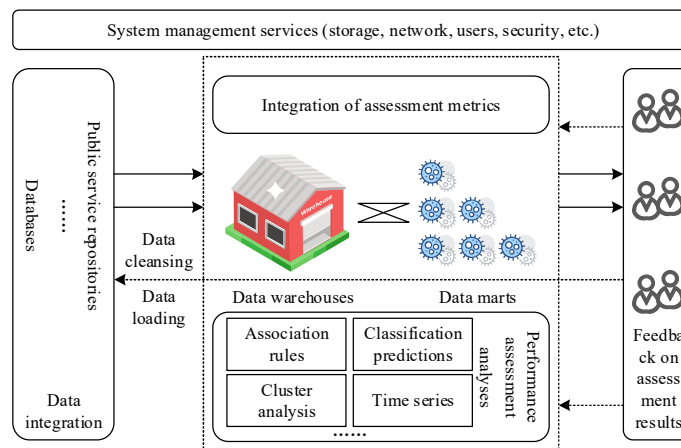 System management services (storage, network, users, security, etc.)
Public service repositories
......
Databases
Data
integration
Data
cleansing
Data
loading
Integration of assessment metrics
Warehouse
Data warehouses
Data marts
Association
rules
Classification
predictions
Cluster
analysis
Time series
......
Performance
assessment
analyses
Feedba
ck on
assess
ment
results